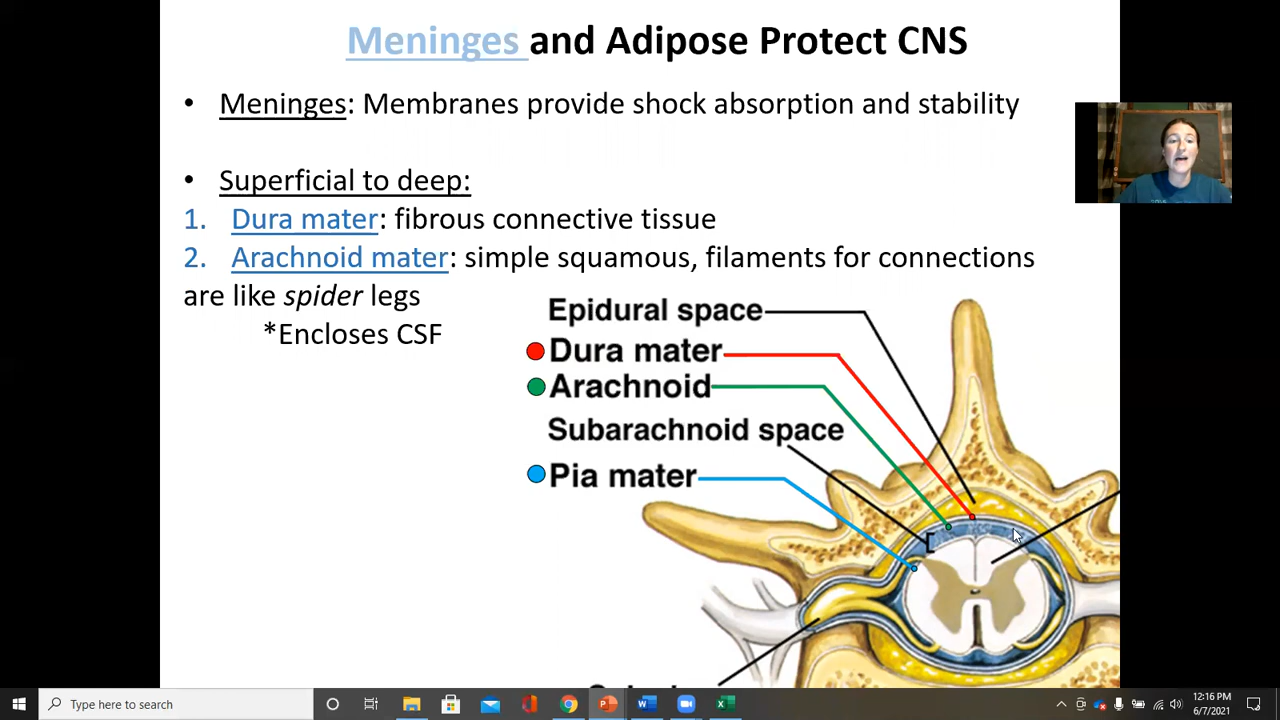 Meninges and Adipose Protect CNS
• Meninges: Membranes provide shock absorption and stability
• Superficial to deep:
1. Dura mater: fibrous connective tissue
2. Arachnoid mater: simple squamous, filaments for connections
are like spider legs
*Encloses CSF
Epidural space
Dura mater
Arachnoid
Subarachnoid space
Pia mater
Type here to search
12:16 PM
6/7/2021